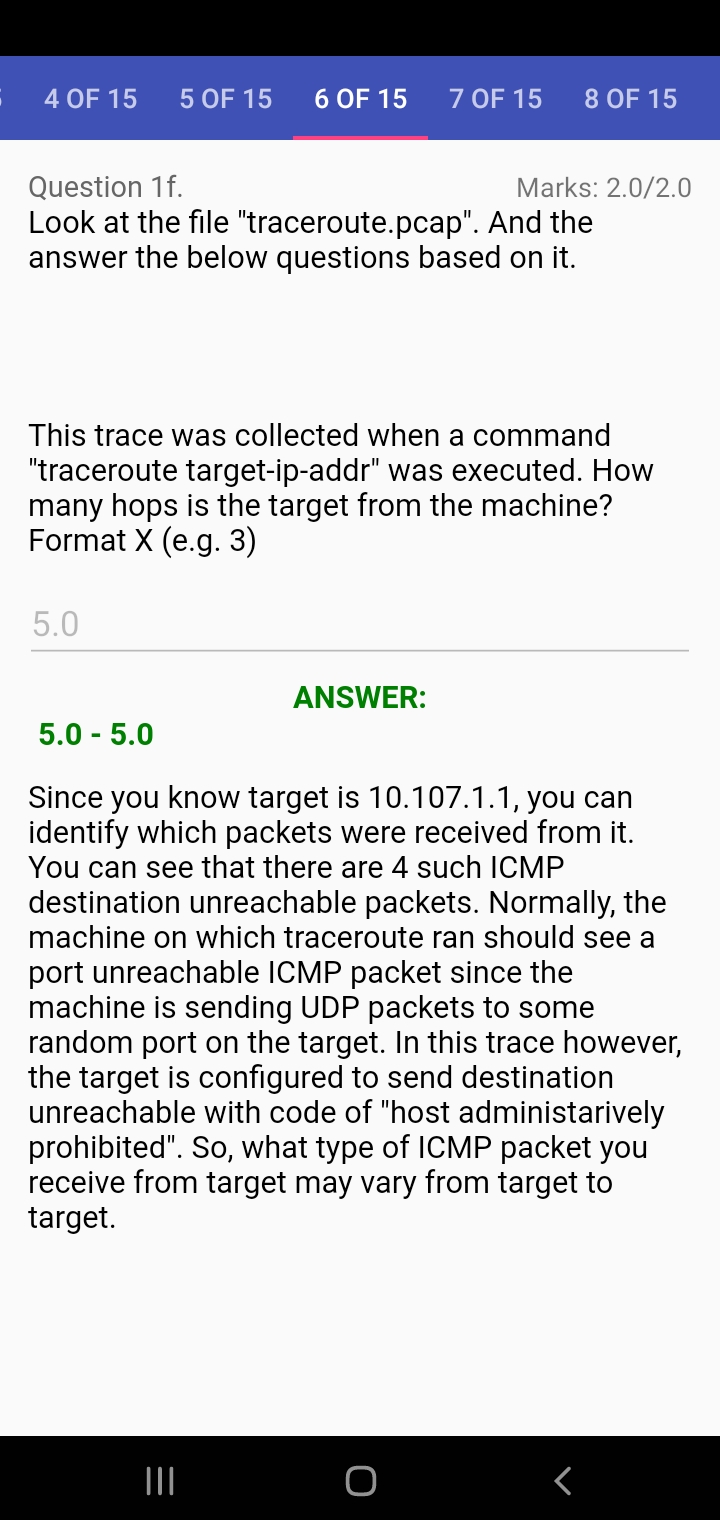 4 OF 15 5 OF 15 6 OF 15 7 OF 15 8 OF 15
Question 1f. Marks: 2.0/2.0
Look at the file "traceroute.pcap". And the
answer the below questions based on it.
This trace was collected when a command
"traceroute target-ip-addr" was executed. How
many hops is the target from the machine?
Format X (e.g. 3)
5.0
ANSWER:
5.0 - 5.0
Since you know target is 10.107.1.1, you can
identify which packets were received from it.
You can see that there are 4 such ICMP
destination unreachable packets. Normally, the
machine on which traceroute ran should see a
port unreachable ICMP packet since the
machine is sending UDP packets to some
random port on the target. In this trace however,
the target is configured to send destination
unreachable with code of "host administarively
prohibited". So, what type of ICMP packet you
receive from target may vary from target to
target.